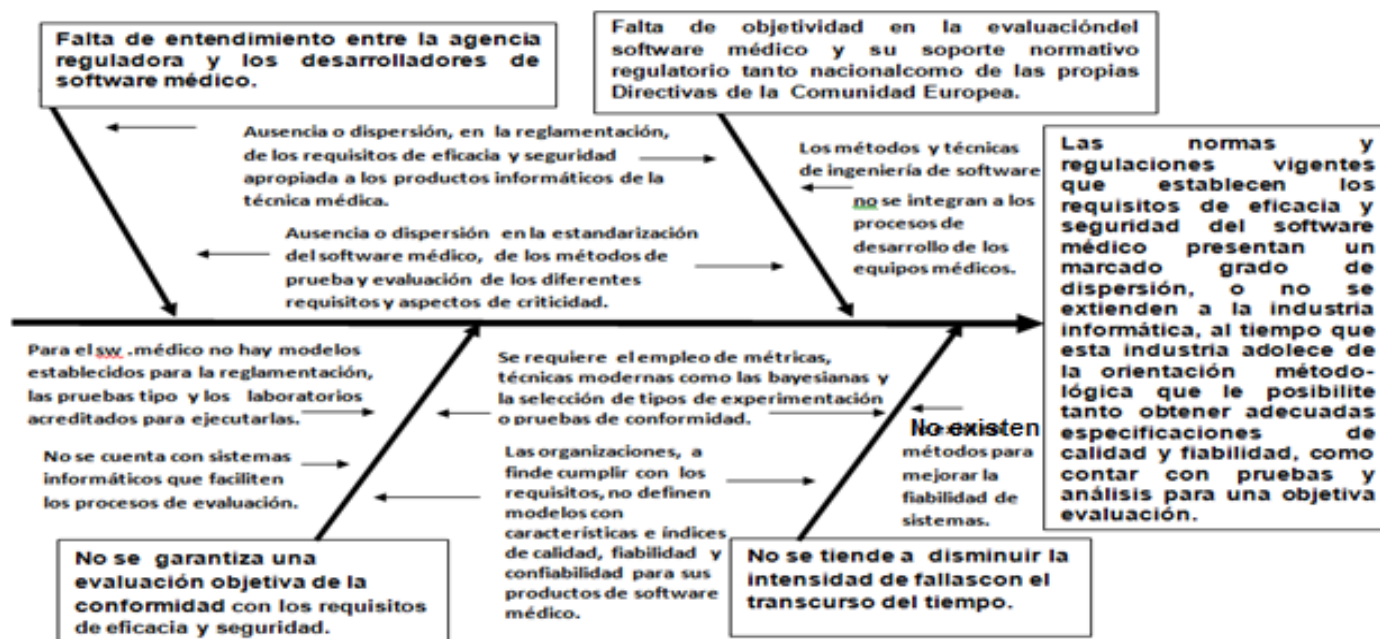 Falta de entendimiento entre la agencia
reguladora y los desarrolladores de
software médico.
Falta de objetividad en la evaluacióndel
software médico y su soporte normativo
regulatorio tanto nacionalcomo de las propias
Directivas de la Comunidad Europea.
Ausencia o dispersión, en la reglamentación,
de los requisitos de eficacia y seguridad
apropiada a los productos informáticos de la
técnica médica.
Los métodos y técnicas
de ingeniería de software
no se integran a los
procesos de
desarrollo de los
equipos médicos.
Ausencia o dispersión en la estandarización
del software médico, de los métodos de
prueba y evaluación de los diferentes
requisitos y aspectos de criticidad.
Las normas y
regulaciones vigentes
que establecen los
requisitos de eficacia y
seguridad del software
médico presentan un
marcado grado de
dispersión, o no se
extienden a la industria
informática, al tiempo que
esta industria adolece de
la orientación método-
lógica que le posibilite
tanto obtener adecuadas
especificaciones de
calidad y fiabilidad, como
contar con pruebas y
análisis para una objetiva
evaluación.
Para el sw .médico no hay modelos
establecidos para la reglamentación,
las pruebas tipo y los laboratorios
acreditados para ejecutarlas.
Se requiere el empleo de métricas,
técnicas modernas como las bayesianas y
la selección de tipos de experimentación
o pruebas de conformidad.
No existen
métodos para
mejorar la
fiabilidad de
sistemas.
No se cuenta con sistemas
informáticos que faciliten
los procesos de evaluación.
Las organizaciones, a
finde cumplir con los
requisitos, no definen
modelos con
características e índices
de calidad, fiabilidad y
confiabilidad para sus
productos de software
médico.
No se garantiza una
evaluación objetiva de la
conformidad con los requisitos
de eficacia y seguridad.
No se tiende a disminuir la
intensidad de fallascon el
transcurso del tiempo.